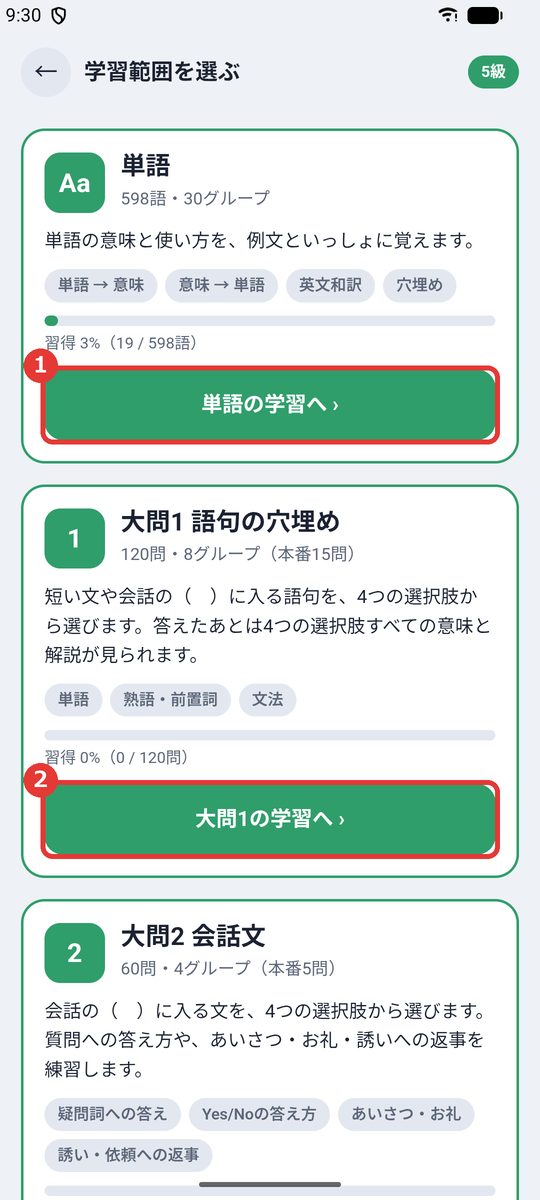 9:30
← 学習範囲を選ぶ
5級
Aa
単語
598語・30グループ
単語の意味と使い方を、例文といっしょに覚えます。
単語 → 意味
意味 → 単語
英文和訳
穴埋め
習得 3%（19 / 598語）
1
単語の学習へ ›
1
大問1 語句の穴埋め
120問・8グループ（本番15問）
短い文や会話の（　）に入る語句を、4つの選択肢か
ら選びます。答えたあとは4つの選択肢すべての意味と
解説が見られます。
単語
熟語・前置詞
文法
習得 0%（0 / 120問）
2
大問1の学習へ ›
2
大問2 会話文
60問・4グループ（本番5問）
会話の（　）に入る文を、4つの選択肢から選びます。
質問への答え方や、あいさつ・お礼・誘いへの返事を
練習します。
疑問詞への答え
Yes/Noの答え方
あいさつ・お礼
誘い・依頼への返事